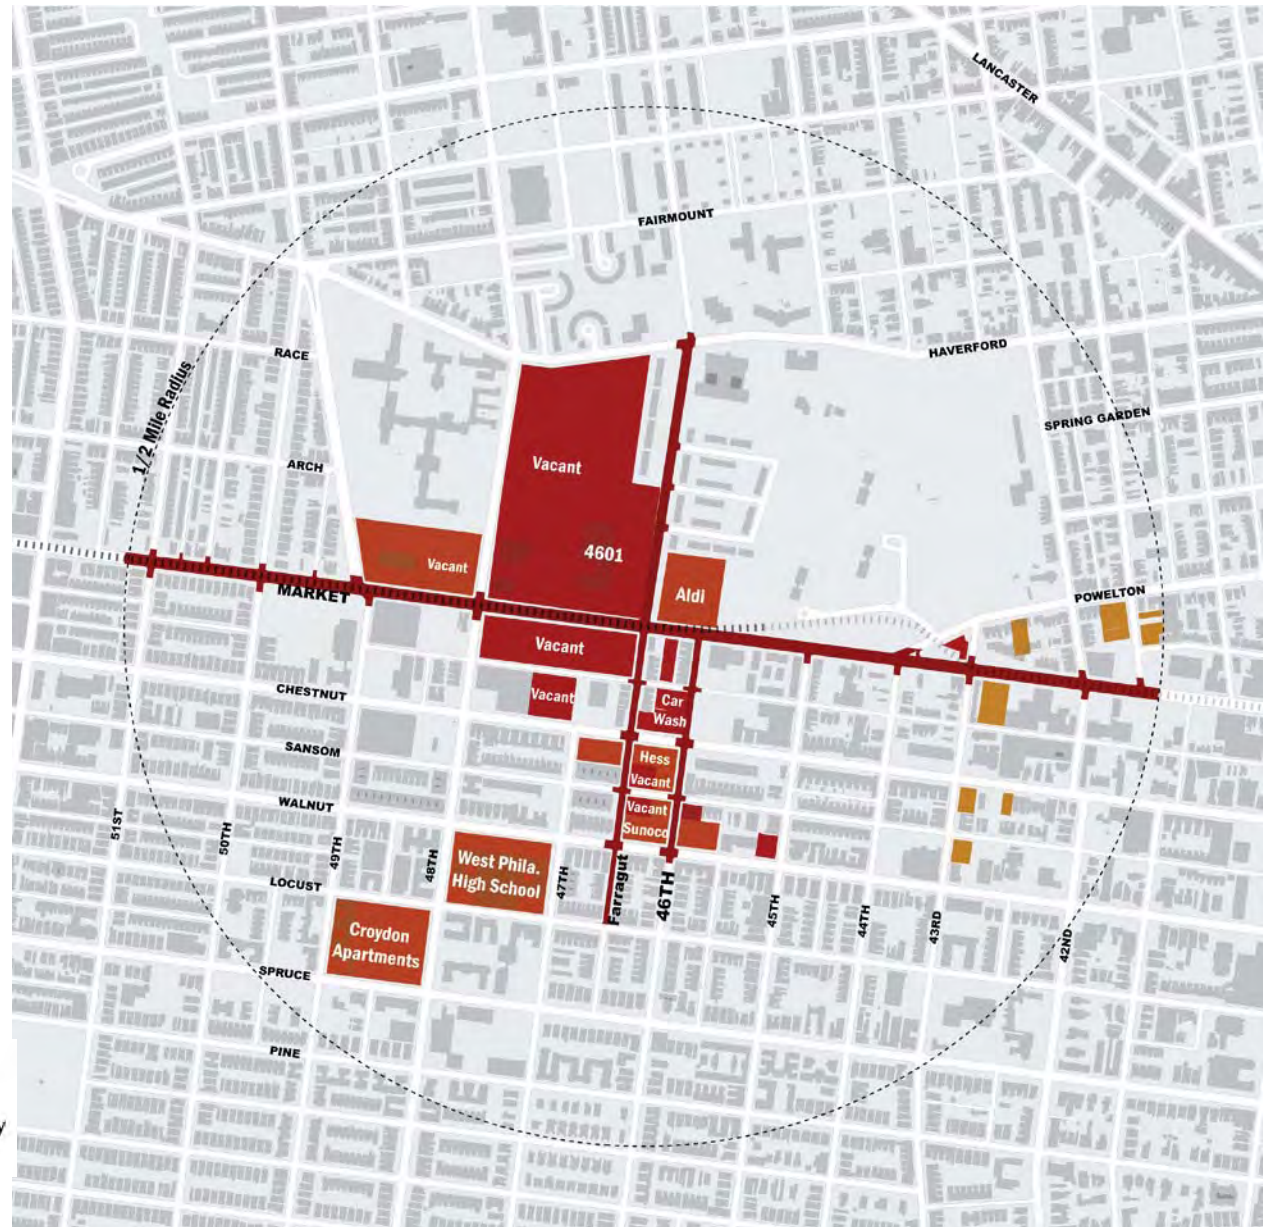 LANCASTER
FAIRMOUNT
HAVERFORD
RACE
1/2 Mile Radius
SPRING GARDEN
ARCH
Vacant
4601
Vacant
Aldi
MARKET
POWELTON
Vacant
CHESTNUT
Vacant
Car
Wash
SANSOM
Hess
Vacant
WALNUT
Vacant
Sunoco
51ST
50TH
49TH
48TH
West Phila.
High School
47TH
Farragut
46TH
45TH
44TH
43RD
42ND
LOCUST
Croydon
Apartments
SPRUCE
PINE
y